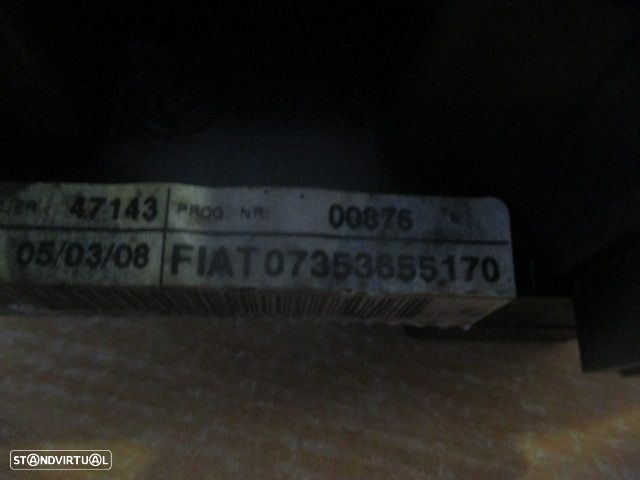 47143 PROG. NR: 00876
05/03/08 FIAT07353655170
STANDVIRTUAL